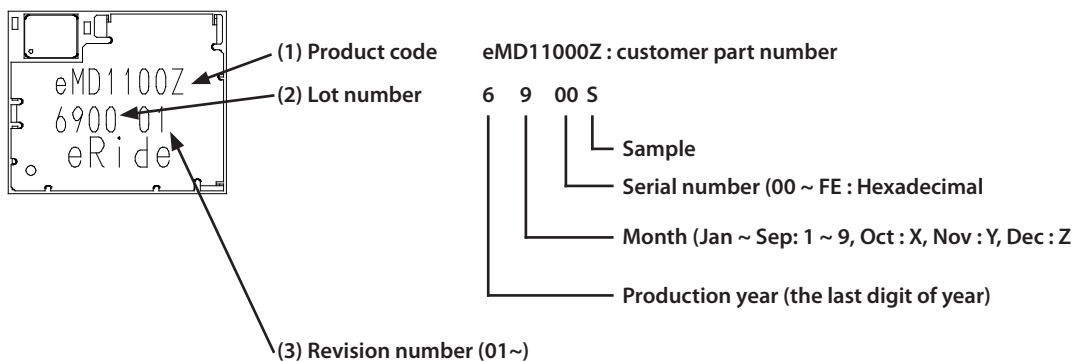 eMD1100Z
6900 01
eRide
(1) Product code
(2) Lot number
(3) Revision number (01~)
eMD11000Z : customer part number
6 9 00 S
Sample
Serial number (00 ~ FE : Hexadecimal
Month (Jan ~ Sep: 1 ~ 9, Oct : X, Nov : Y, Dec : Z
Production year (the last digit of year)